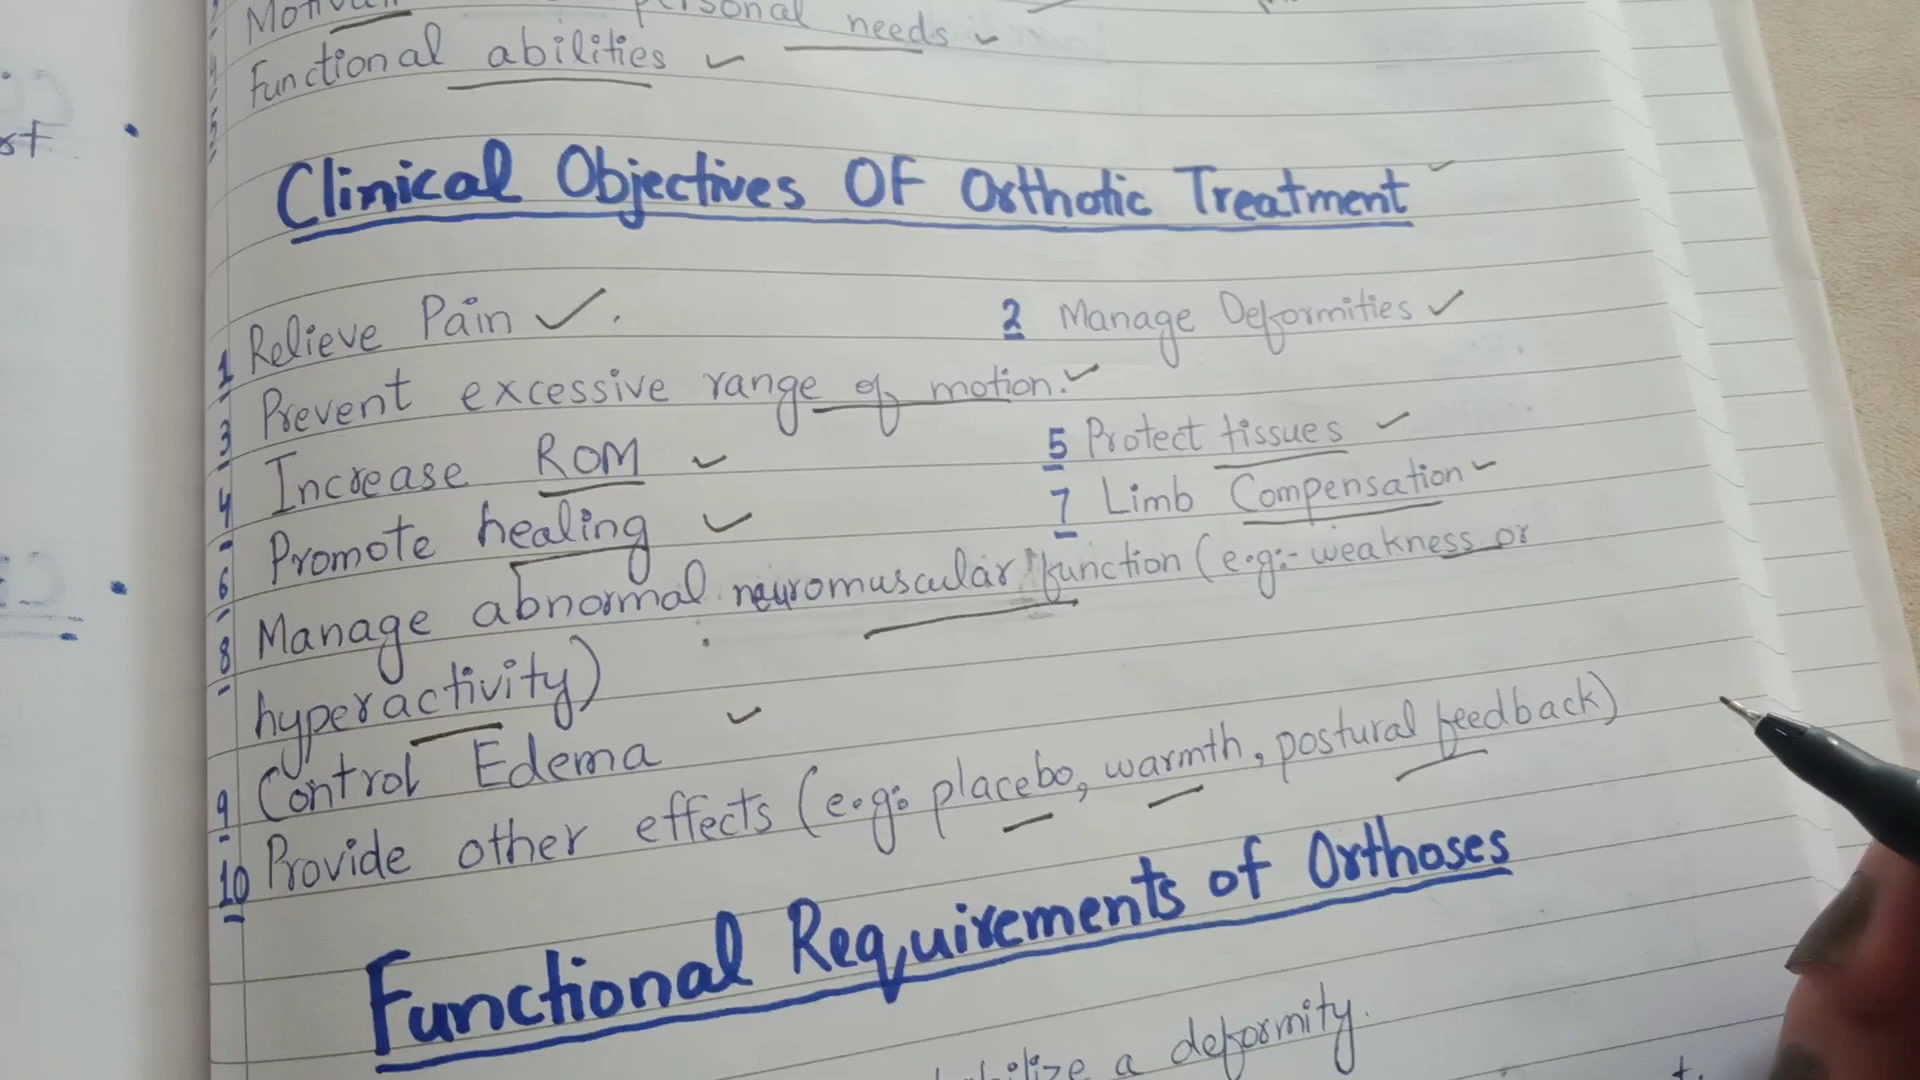 personal needs
Functional abilities
Clinical Objectives OF Orthotic Treatment
1 Relieve Pain
2 Manage Deformities
3 Prevent excessive range of motion.
4 Increase ROM
5 Protect tissues
6 Promote healing
7 Limb Compensation
8 Manage abnormal neuromuscular function (e.g:- weakness or
hyperactivity)
9 Control Edema
10 Provide other effects (e.g: placebo, warmth, postural feedback)
Functional Requirements of Orthoses
a deformity.